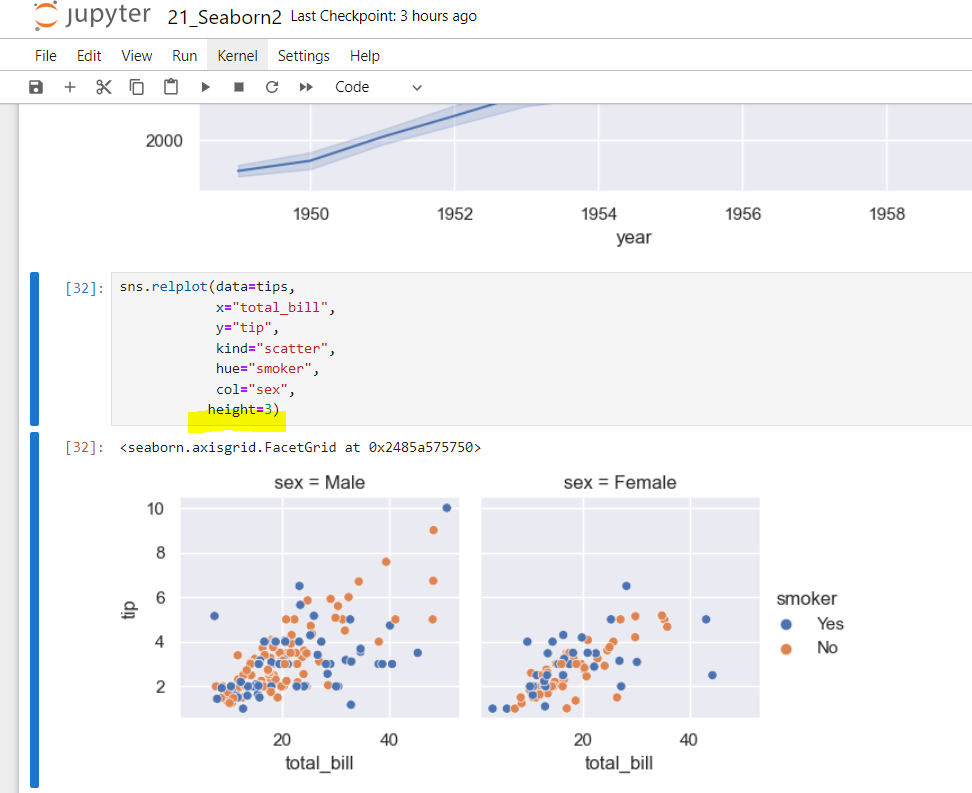 jupyter 21_Seaborn2 Last Checkpoint: 3 hours ago
File Edit View Run Kernel Settings Help
Code
2000
1950 1952 1954 1956 1958
year
[32]: sns.relplot(data=tips,
x="total_bill",
y="tip",
kind="scatter",
hue="smoker",
col="sex",
height=3)
[32]: <seaborn.axisgrid.FacetGrid at 0x2485a575750>
sex = Male sex = Female
10
8
6
4
2
tip
smoker
Yes
No
20 40 20 40
total_bill total_bill